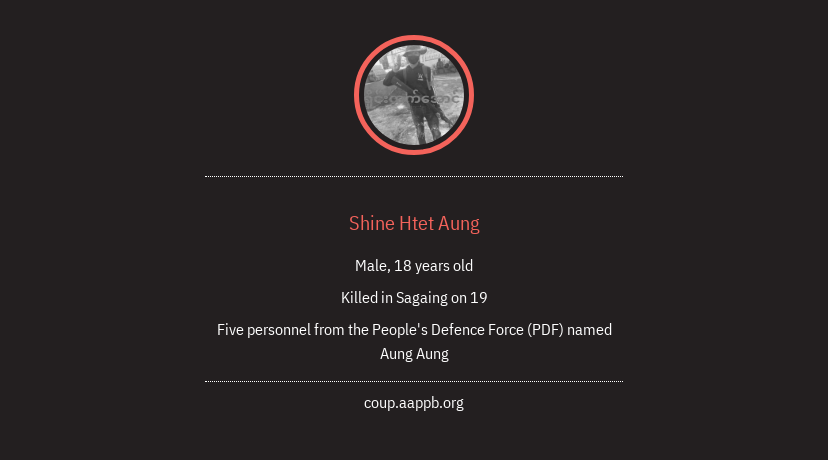 Shine Htet Aung
Male, 18 years old
Killed in Sagaing on 19
Five personnel from the People's Defence Force (PDF) named
Aung Aung
coup.aappb.org